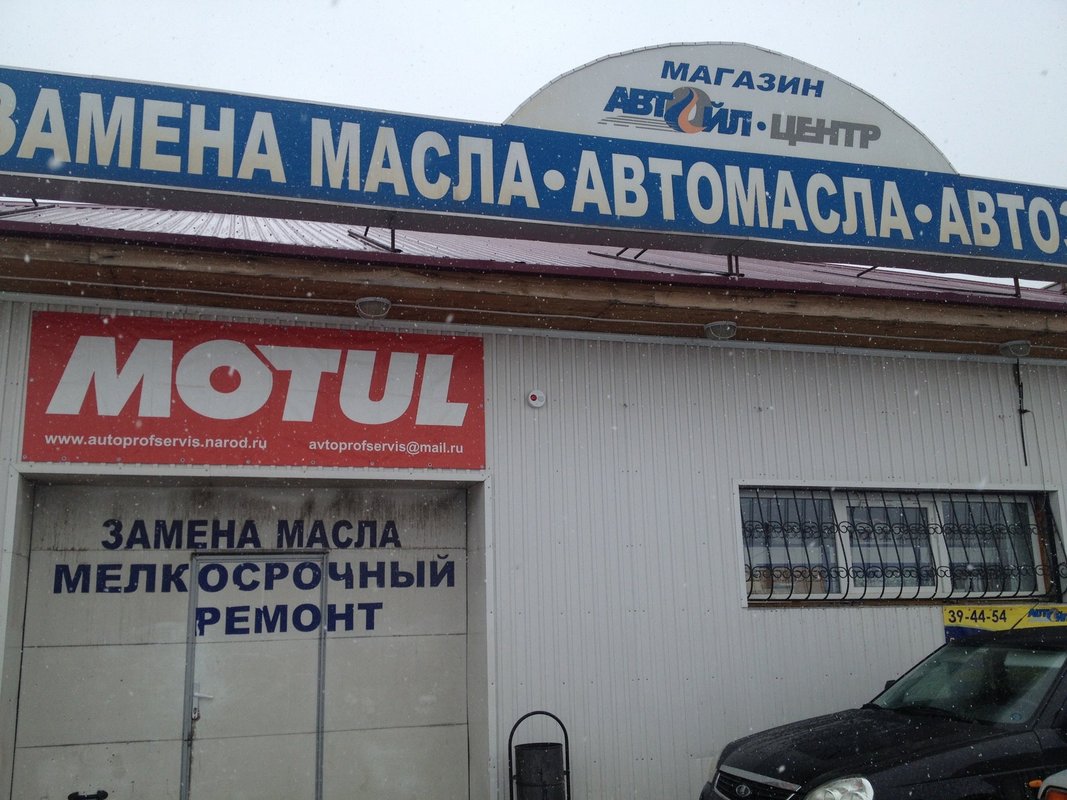 МАГАЗИН
АВТОЙЛ·ЦЕНТР
ЗАМЕНА МАСЛА·АВТОМАСЛА·АВТОЗ
MOTUL
www.autoprofservis.narod.ru avtoprofservis@mail.ru
ЗАМЕНА МАСЛА
МЕЛКОСРОЧНЫЙ
РЕМОНТ
39-44-54